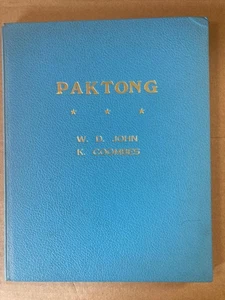 PAKTONG
* * *
W. D. JOHN
K. COOMBES